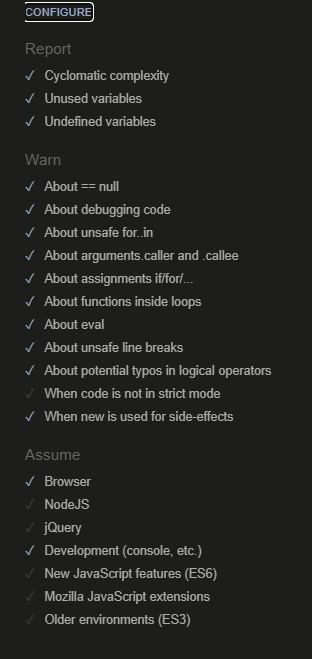 CONFIGURE
Report
Cyclomatic complexity
Unused variables
Undefined variables
Warn
About == null
About debugging code
About unsafe for..in
About arguments.caller and .callee
About assignments if/for/...
About functions inside loops
About eval
About unsafe line breaks
About potential typos in logical operators
When code is not in strict mode
When new is used for side-effects
Assume
Browser
NodeJS
jQuery
Development (console, etc.)
New JavaScript features (ES6)
Mozilla JavaScript extensions
Older environments (ES3)